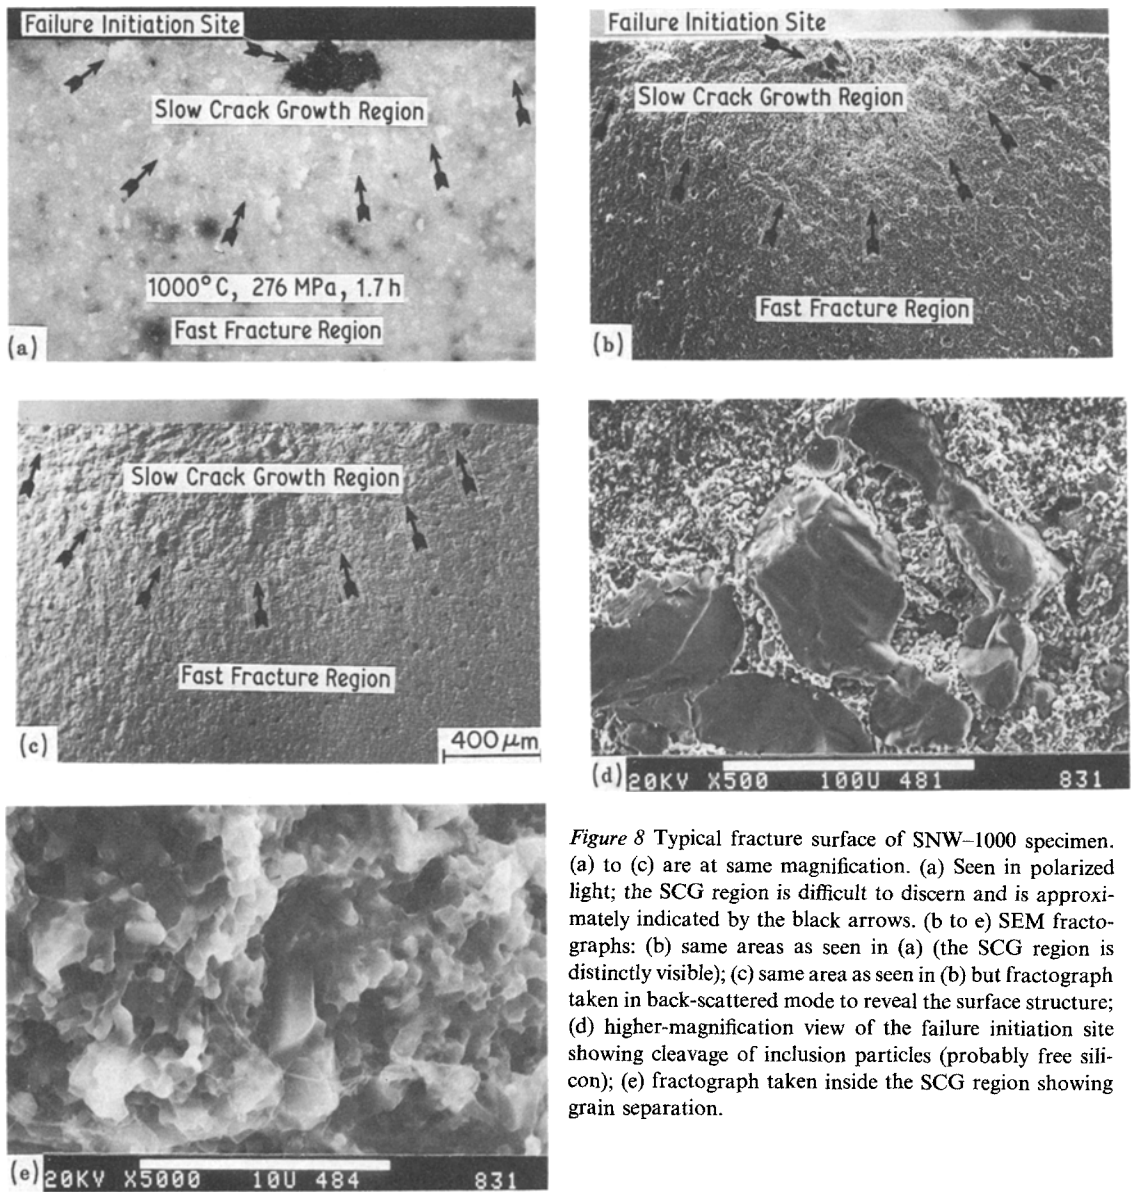 Failure Initiation Site
Slow Crack Growth Region
1000°C, 276 MPa, 1.7 h
Fast Fracture Region
(a)
Failure Initiation Site
Slow Crack Growth Region
Fast Fracture Region
(b)
Slow Crack Growth Region
Fast Fracture Region
(c)
400 μm
(d)
20KV X500 100U 481 831
(e)
20KV X5000 10U 484 831
Figure 8 Typical fracture surface of SNW–1000 specimen.
(a) to (c) are at same magnification. (a) Seen in polarized
light; the SCG region is difficult to discern and is approxi-
mately indicated by the black arrows. (b to e) SEM fracto-
graphs: (b) same areas as seen in (a) (the SCG region is
distinctly visible); (c) same area as seen in (b) but fractograph
taken in back-scattered mode to reveal the surface structure;
(d) higher-magnification view of the failure initiation site
showing cleavage of inclusion particles (probably free sili-
con); (e) fractograph taken inside the SCG region showing
grain separation.